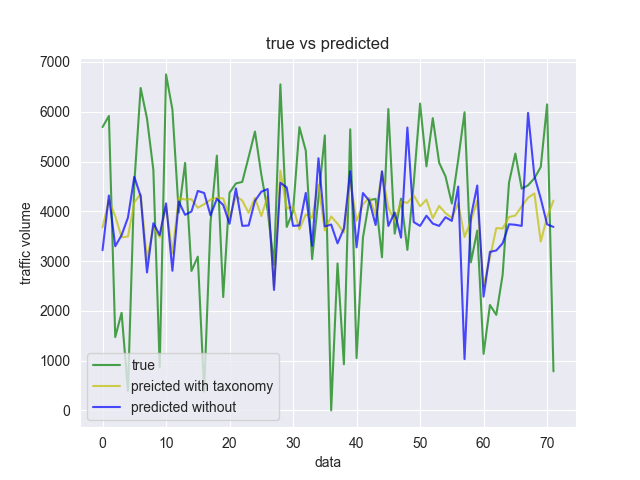 true vs predicted
7000
6000
5000
4000
3000
2000
1000
0
traffic volume
true
preicted with taxonomy
predicted without
0 10 20 30 40 50 60 70
data